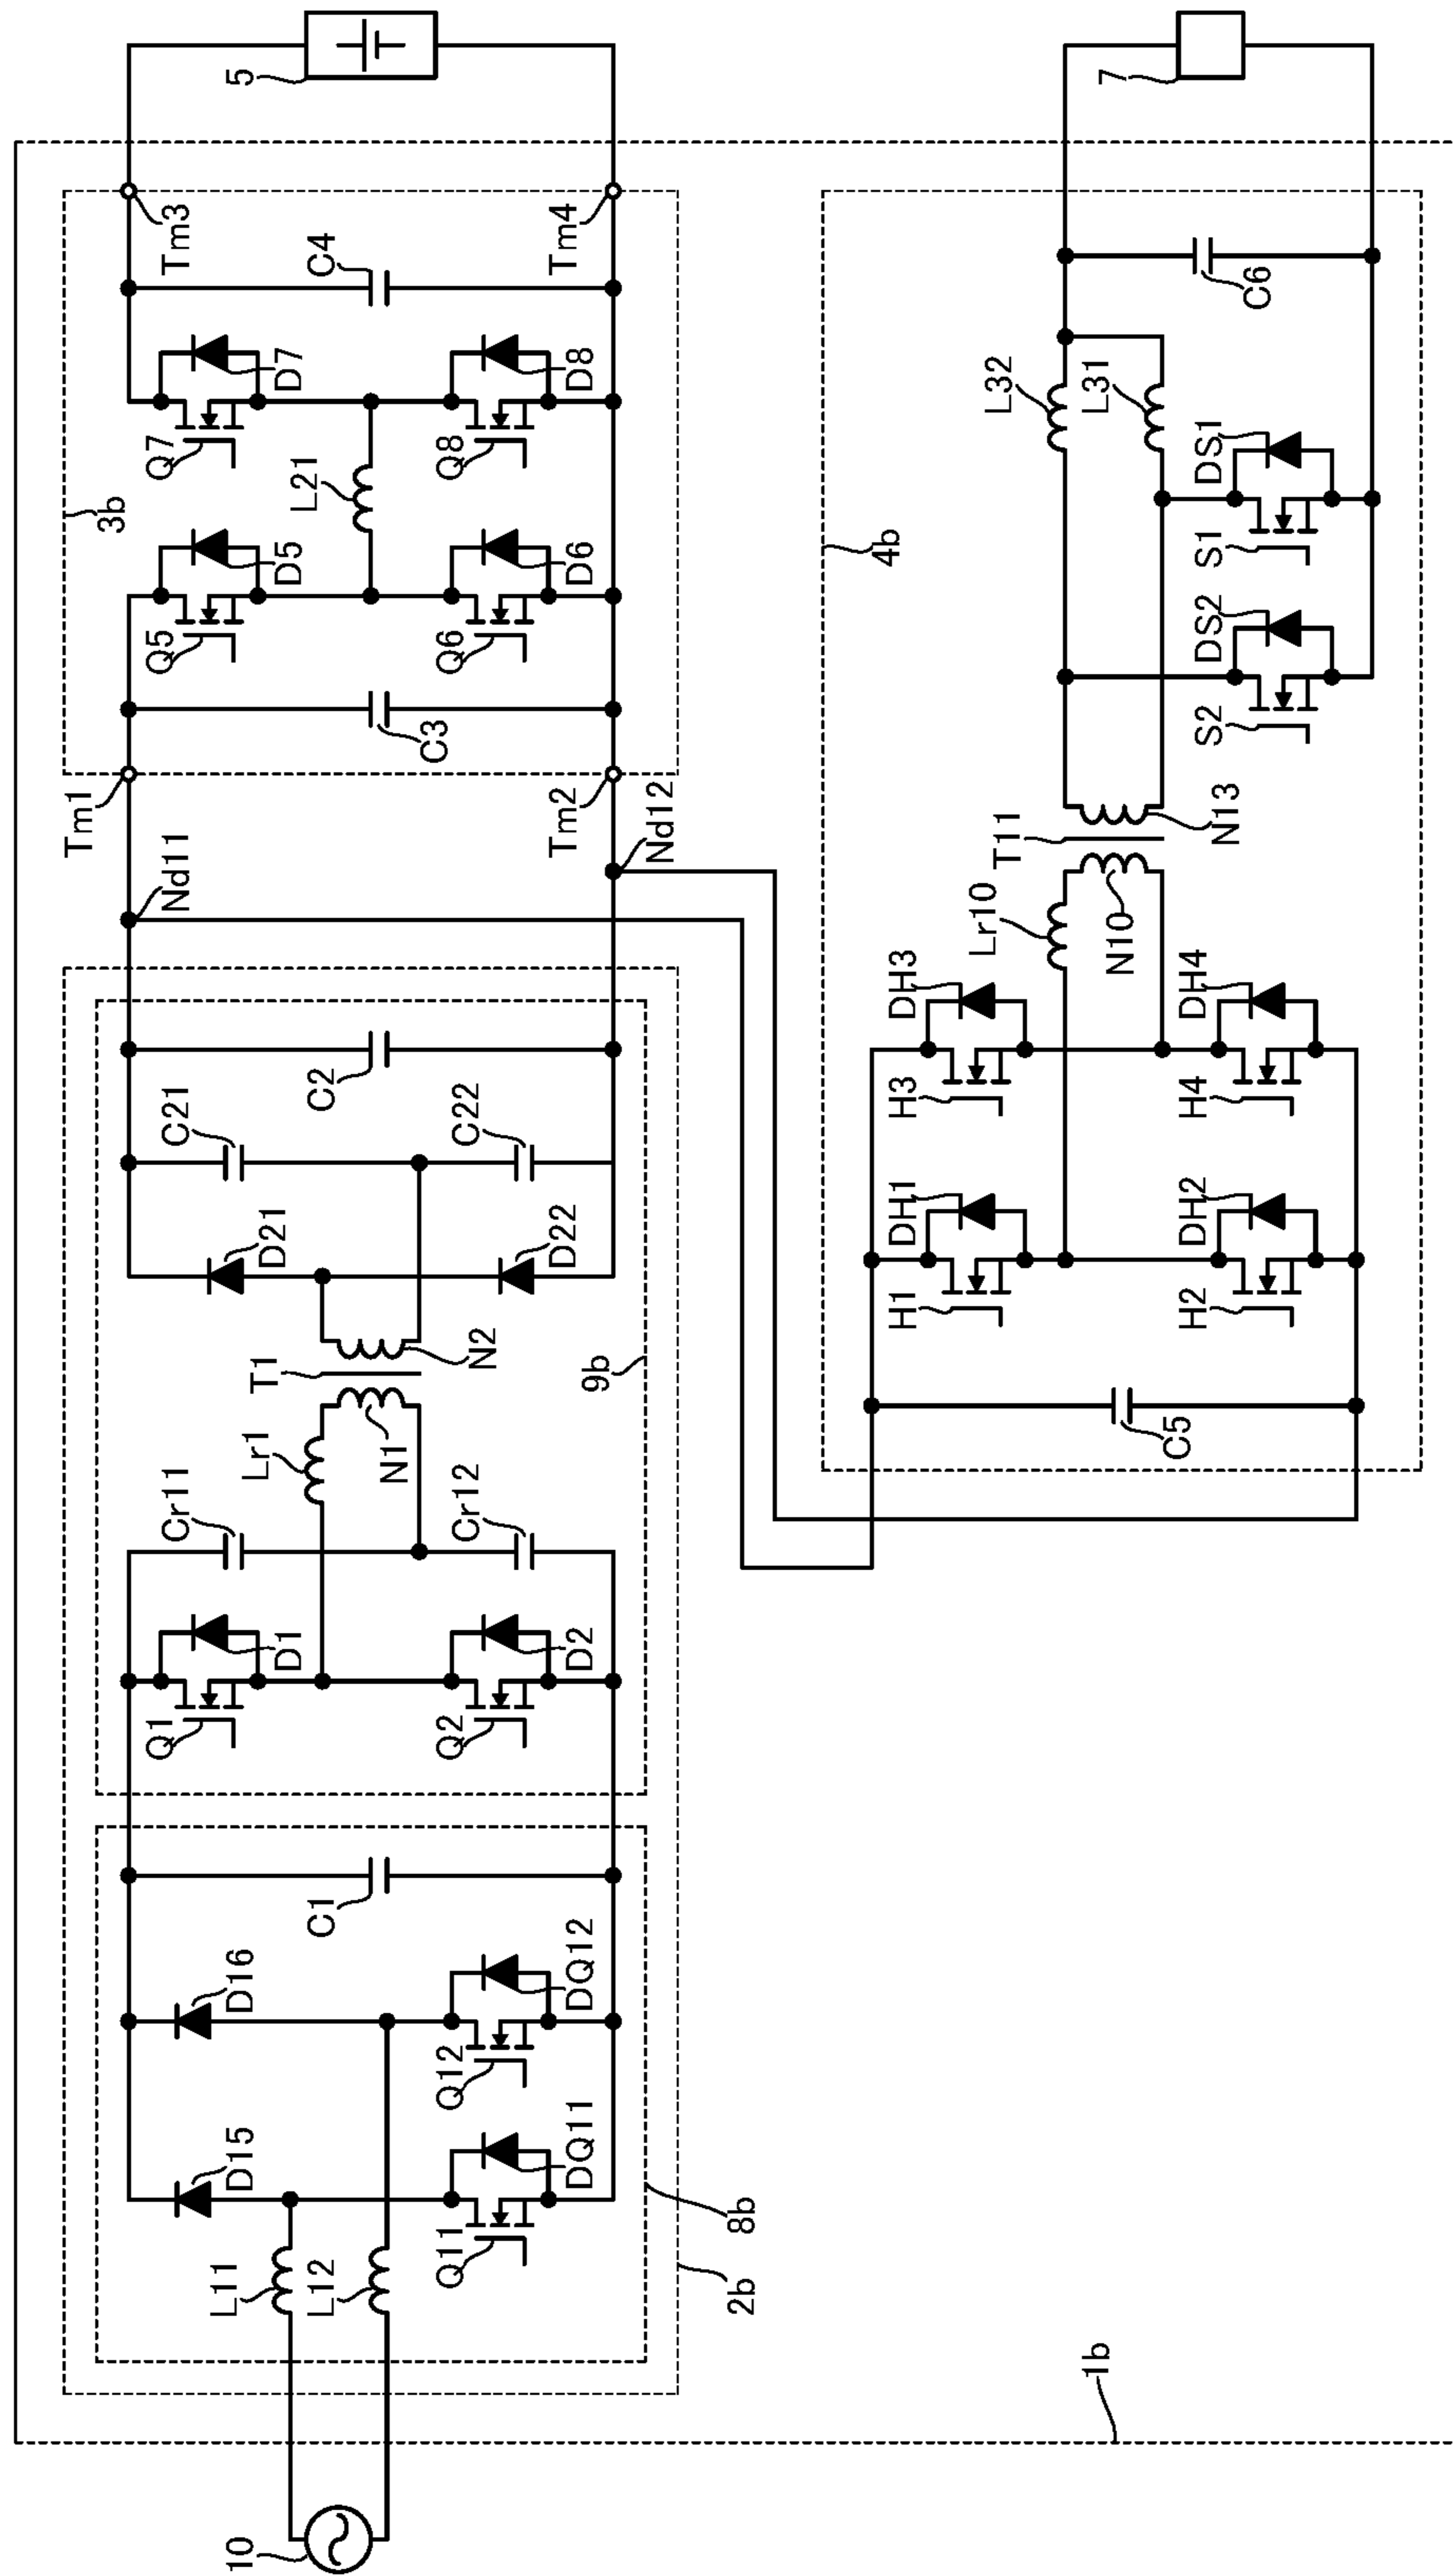 10
L11
L12
D15
D16
Q11
DQ11
Q12
DQ12
C1
8b
2b
Q1
D1
Q2
D2
Cr11
Cr12
Lr1
N1
T1
N2
9b
D21
D22
C21
C22
C2
Nd11
Nd12
Tm1
Tm2
C3
3b
Q5
D5
Q6
D6
L21
Q7
D7
Q8
D8
C4
Tm3
Tm4
5
C5
H1
DH1
H2
DH2
H3
DH3
H4
DH4
Lr10
N10
T11
N13
4b
S2
DS2
S1
DS1
L32
L31
C6
7
1b